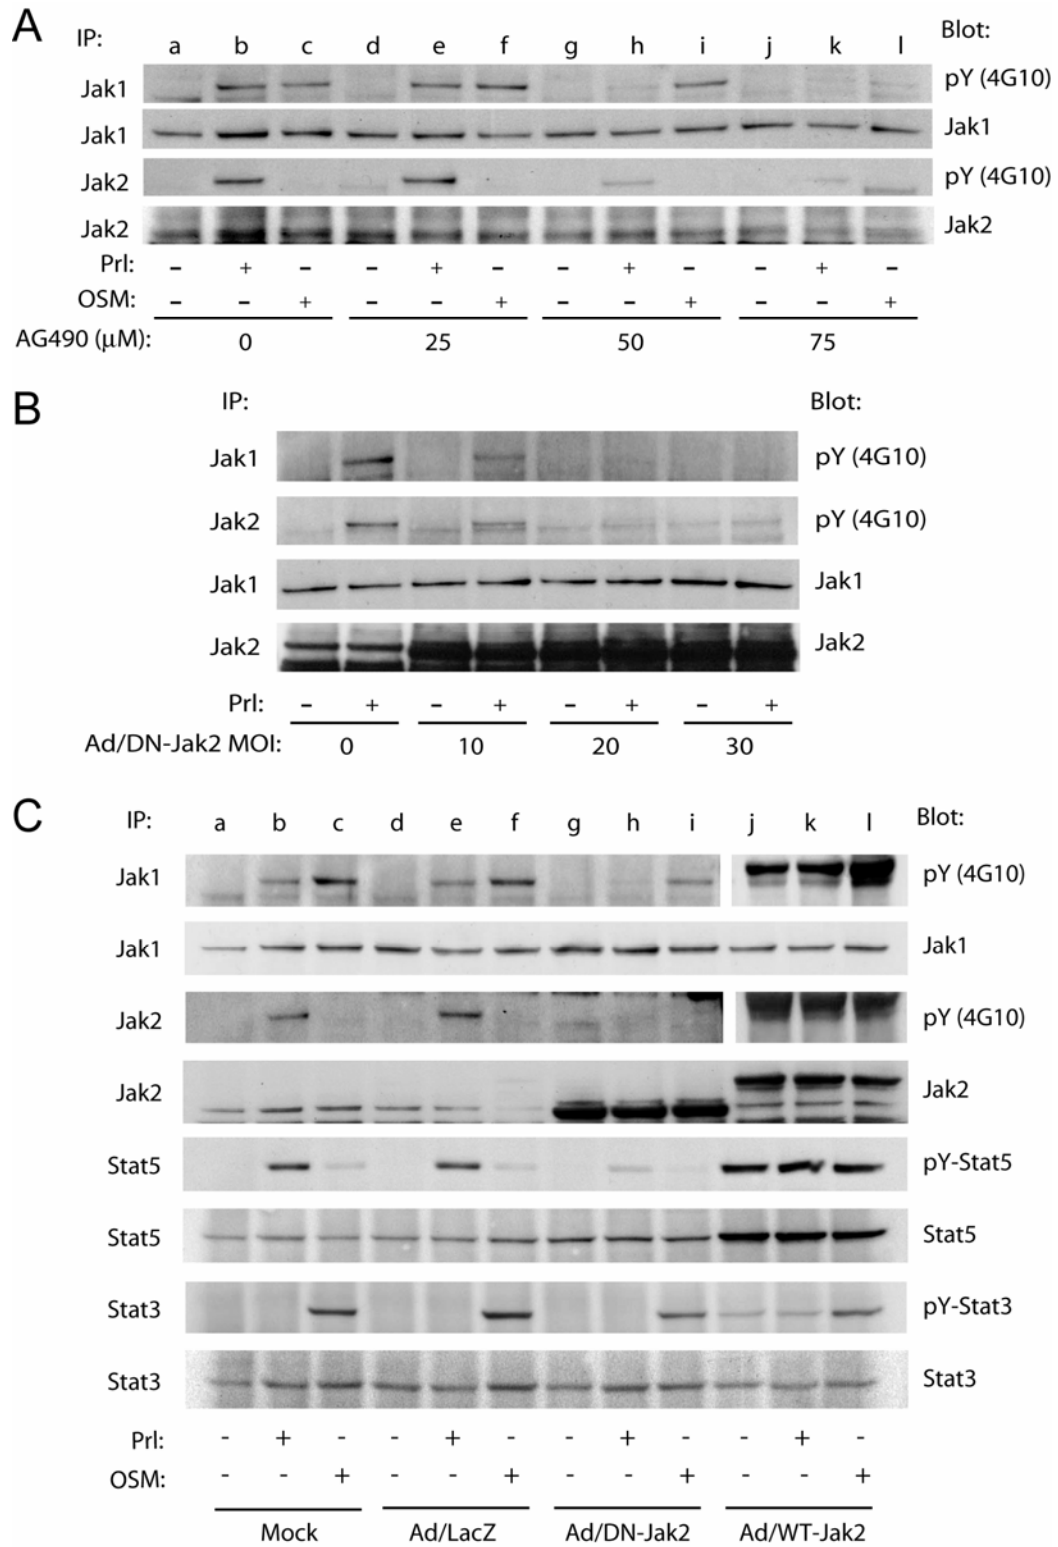 A
IP: a b c d e f g h i j k l Blot:
Jak1 pY (4G10)
Jak1 Jak1
Jak2 pY (4G10)
Jak2 Jak2
Prl: - + - - + - - + - - + -
OSM: - - + - - + - - + - - +
AG490 (μM): 0 25 50 75
B
IP: Blot:
Jak1 pY (4G10)
Jak2 pY (4G10)
Jak1 Jak1
Jak2 Jak2
Prl: - + - + - + - +
Ad/DN-Jak2 MOI: 0 10 20 30
C
IP: a b c d e f g h i j k l Blot:
Jak1 pY (4G10)
Jak1 Jak1
Jak2 pY (4G10)
Jak2 Jak2
Stat5 pY-Stat5
Stat5 Stat5
Stat3 pY-Stat3
Stat3 Stat3
Prl: - + - - + - - + - - + -
OSM: - - + - - + - - + - - +
Mock Ad/LacZ Ad/DN-Jak2 Ad/WT-Jak2